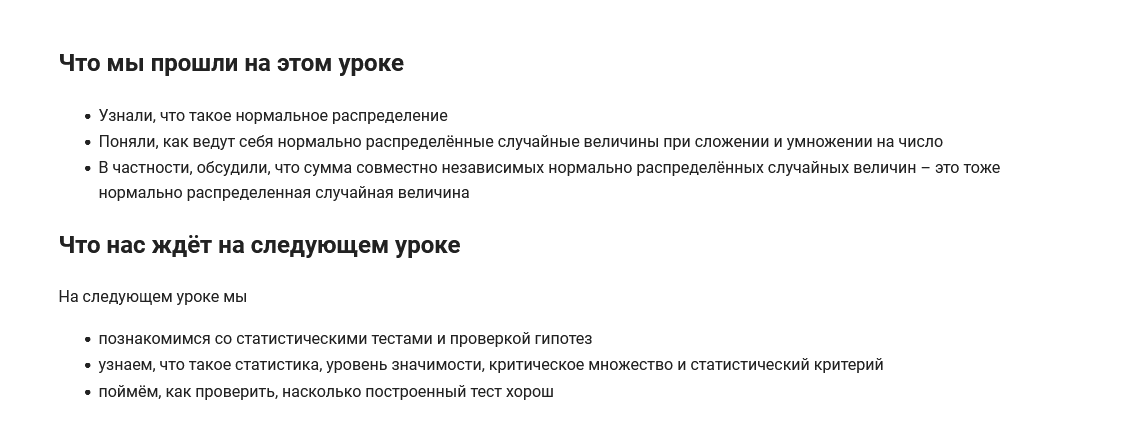 Что мы прошли на этом уроке
• Узнали, что такое нормальное распределение
• Поняли, как ведут себя нормально распределённые случайные величины при сложении и умножении на число
• В частности, обсудили, что сумма совместно независимых нормально распределённых случайных величин – это тоже
нормально распределенная случайная величина
Что нас ждёт на следующем уроке
На следующем уроке мы
• познакомимся со статистическими тестами и проверкой гипотез
• узнаем, что такое статистика, уровень значимости, критическое множество и статистический критерий
• поймём, как проверить, насколько построенный тест хорош